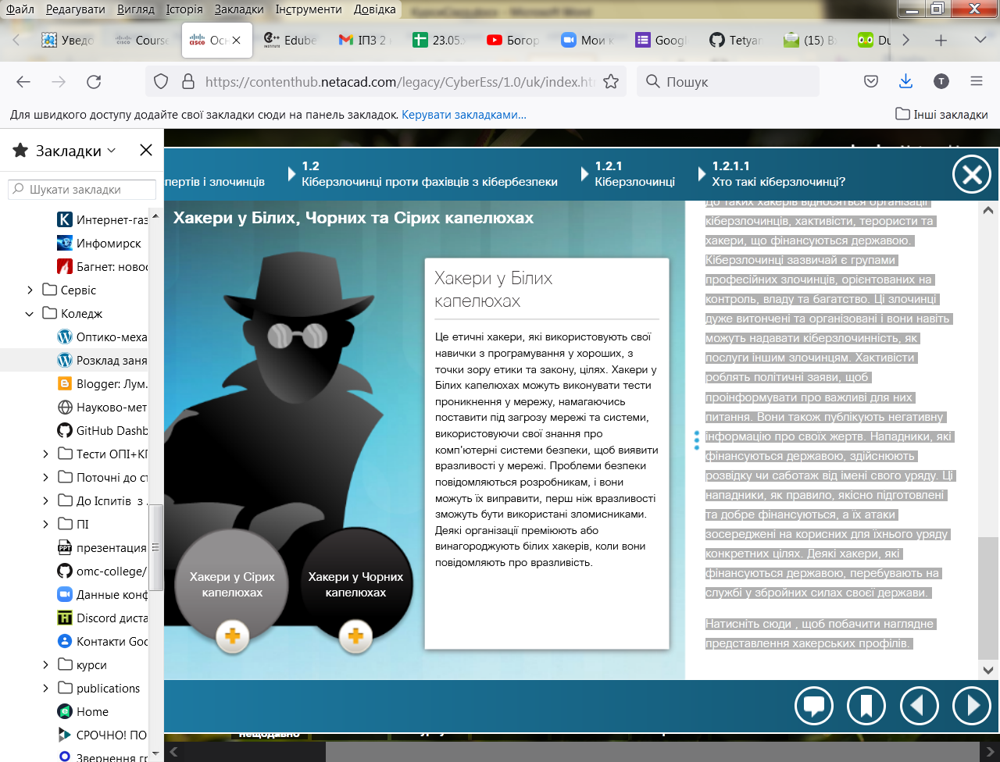 Файл Редагувати Вигляд Історія Закладки Інструменти Довідка
Уведо
Course
Осн
Edube
ІПЗ 2
23.05.
Богор
Мои к
Googl
Tetyan
(15) В
Du
https://contenthub.netacad.com/legacy/CyberEss/1.0/uk/index.ht
Пошук
T
Для швидкого доступу додайте свої закладки сюди на панель закладок. Керувати закладками...
Інші закладки
Закладки
Шукати закладки
Интернет-газ
Инфомирск
Багнет: новос
Сервіс
Коледж
Оптико-меха
Розклад заня
Blogger: Лум.
Науково-мет
GitHub Dashb
Тести ОПІ+КГ
Поточні до ст
До Іспитів з
ПІ
презентация
omc-college/
Данные конф
Discord диста
Контакти Goo
курси
publications
Home
СРОЧНО! ПО
Звернення гр
пертів і злочинців
1.2
Кіберзлочинці проти фахівців з кібербезпеки
1.2.1
Кіберзлочинці
1.2.1.1
Хто такі кіберзлочинці?
Хакери у Білих, Чорних та Сірих капелюхах
Хакери у Білих
капелюхах
Це етичні хакери, які використовують свої
навички з програмування у хороших, з
точки зору етики та закону, цілях. Хакери у
Білих капелюхах можуть виконувати тести
проникнення у мережу, намагаючись
поставити під загрозу мережі та системи,
використовуючи свої знання про
комп'ютерні системи безпеки, щоб виявити
вразливості у мережі. Проблеми безпеки
повідомляються розробникам, і вони
можуть їх виправити, перш ніж вразливості
зможуть бути використані зломисниками.
Деякі організації преміюють або
винагороджують білих хакерів, коли вони
повідомляють про вразливість.
Хакери у Сірих
капелюхах
Хакери у Чорних
капелюхах
До таких хакерів відносяться організації
кіберзлочинців, хактивісти, терористи та
хакери, що фінансуються державою.
Кіберзлочинці зазвичай є групами
професійних злочинців, орієнтованих на
контроль, владу та багатство. Ці злочинці
дуже витончені та організовані і вони навіть
можуть надавати кіберзлочинність, як
послуги іншим злочинцям. Хактивісти
роблять політичні заяви, щоб
проінформувати про важливі для них
питання. Вони також публікують негативну
інформацію про своїх жертв. Нападники, які
фінансуються державою, здійснюють
розвідку чи саботаж від імені свого уряду. Ці
нападники, як правило, якісно підготовлені
та добре фінансуються, а їх атаки
зосереджені на корисних для їхнього уряду
конкретних цілях. Деякі хакери, які
фінансуються державою, перебувають на
службі у збройних силах своєї держави.
Натисніть сюди , щоб побачити наглядне
представлення хакерських профілів.
нещодавно